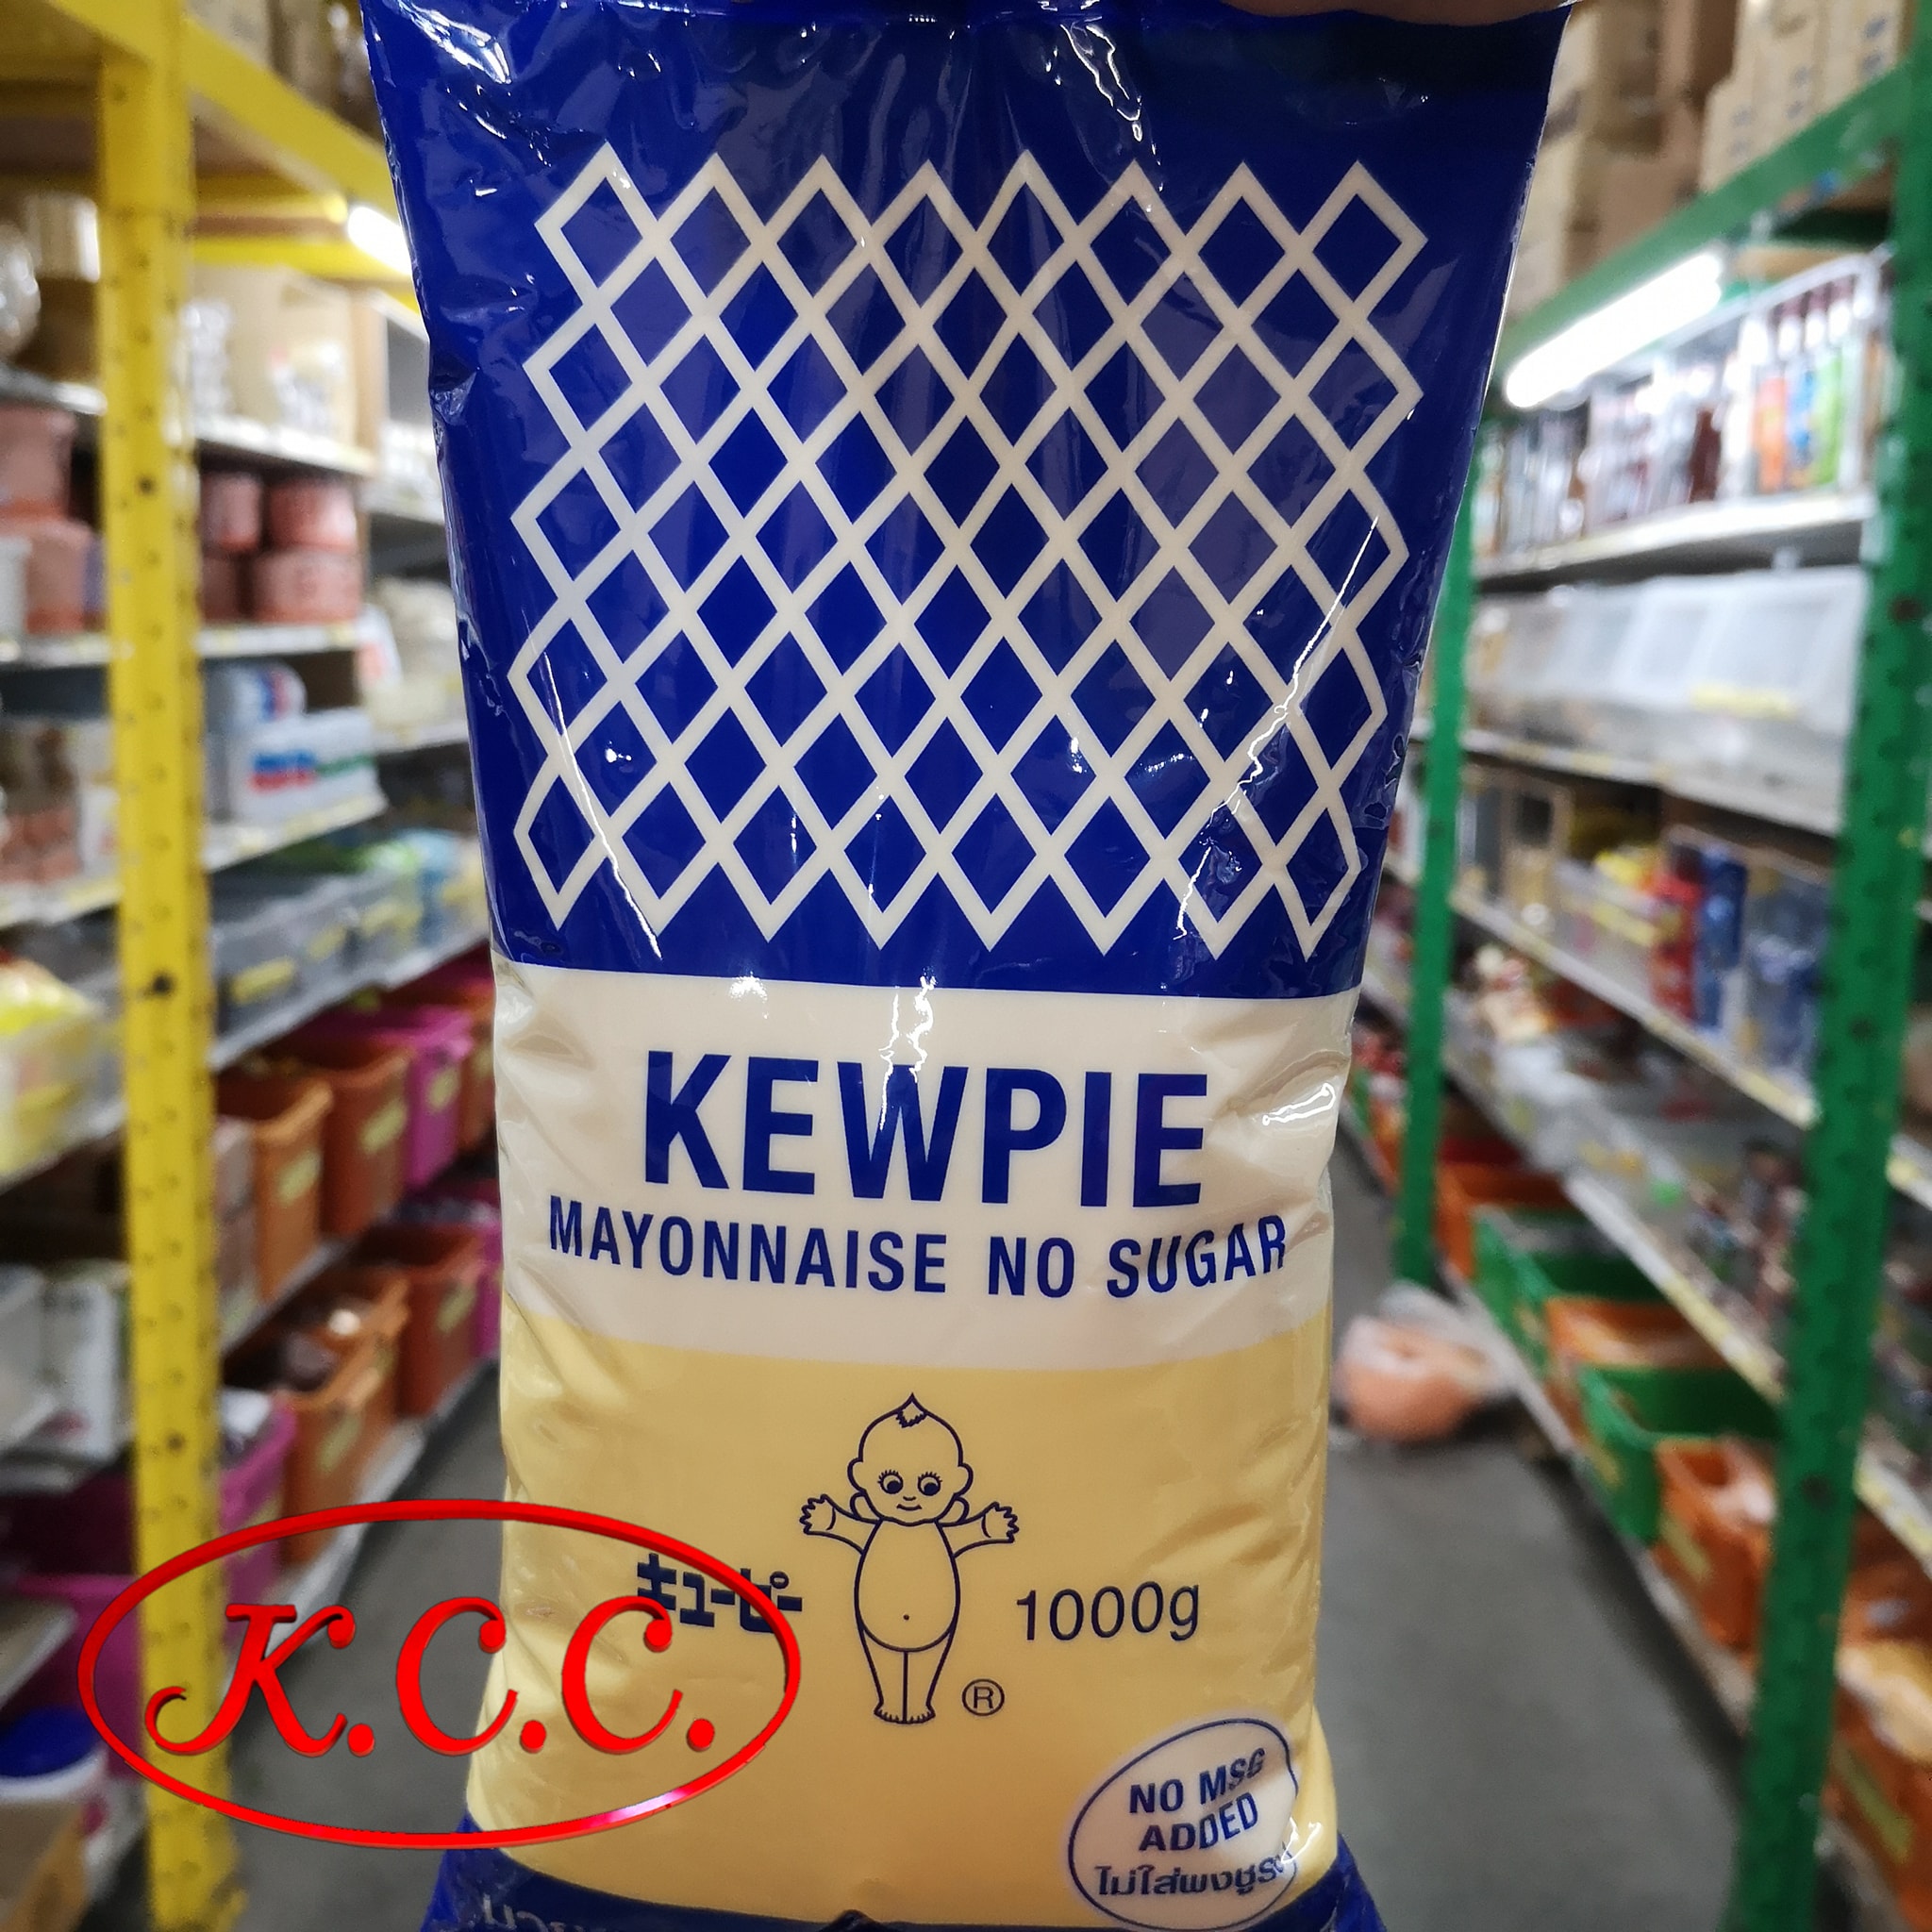 KEWPIE
MAYONNAISE NO SUGAR
キユーピー
1000g
®
K.C.C.
NO MSG
ADDED
ไม่ใส่ผงชูรส